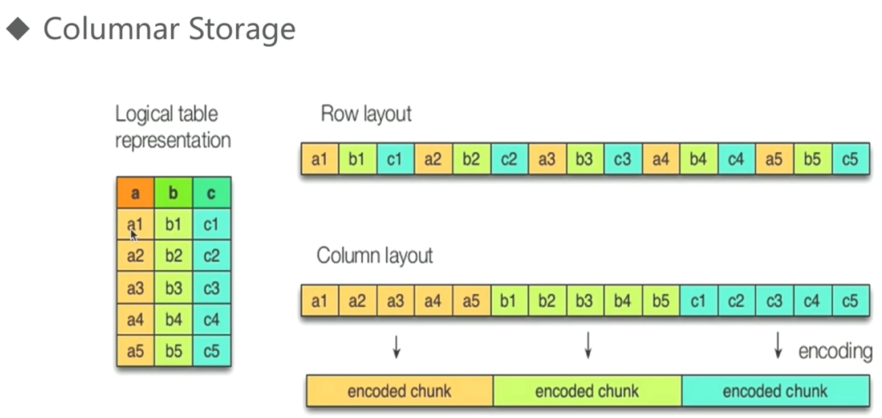 ◆ Columnar Storage
Logical table
representation
a b c
a1 b1 c1
a2 b2 c2
a3 b3 c3
a4 b4 c4
a5 b5 c5
Row layout
a1 b1 c1 a2 b2 c2 a3 b3 c3 a4 b4 c4 a5 b5 c5
Column layout
a1 a2 a3 a4 a5 b1 b2 b3 b4 b5 c1 c2 c3 c4 c5
encoding
encoded chunk encoded chunk encoded chunk